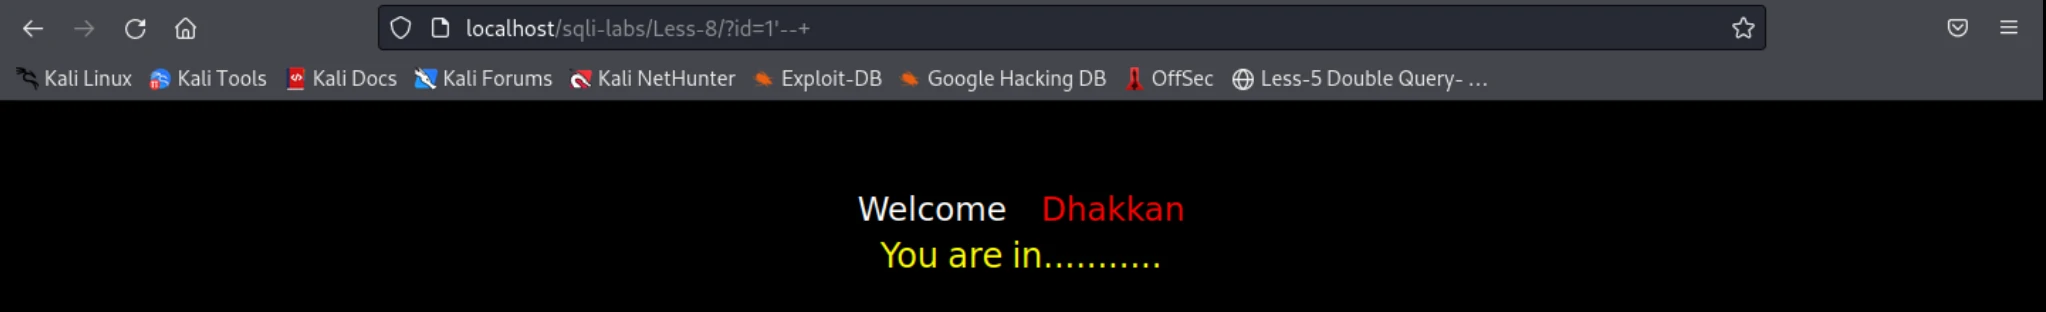 localhost/sqli-labs/Less-8/?id=1'--+
Kali Linux Kali Tools Kali Docs Kali Forums Kali NetHunter Exploit-DB Google Hacking DB OffSec Less-5 Double Query- ...
Welcome Dhakkan
You are in...........